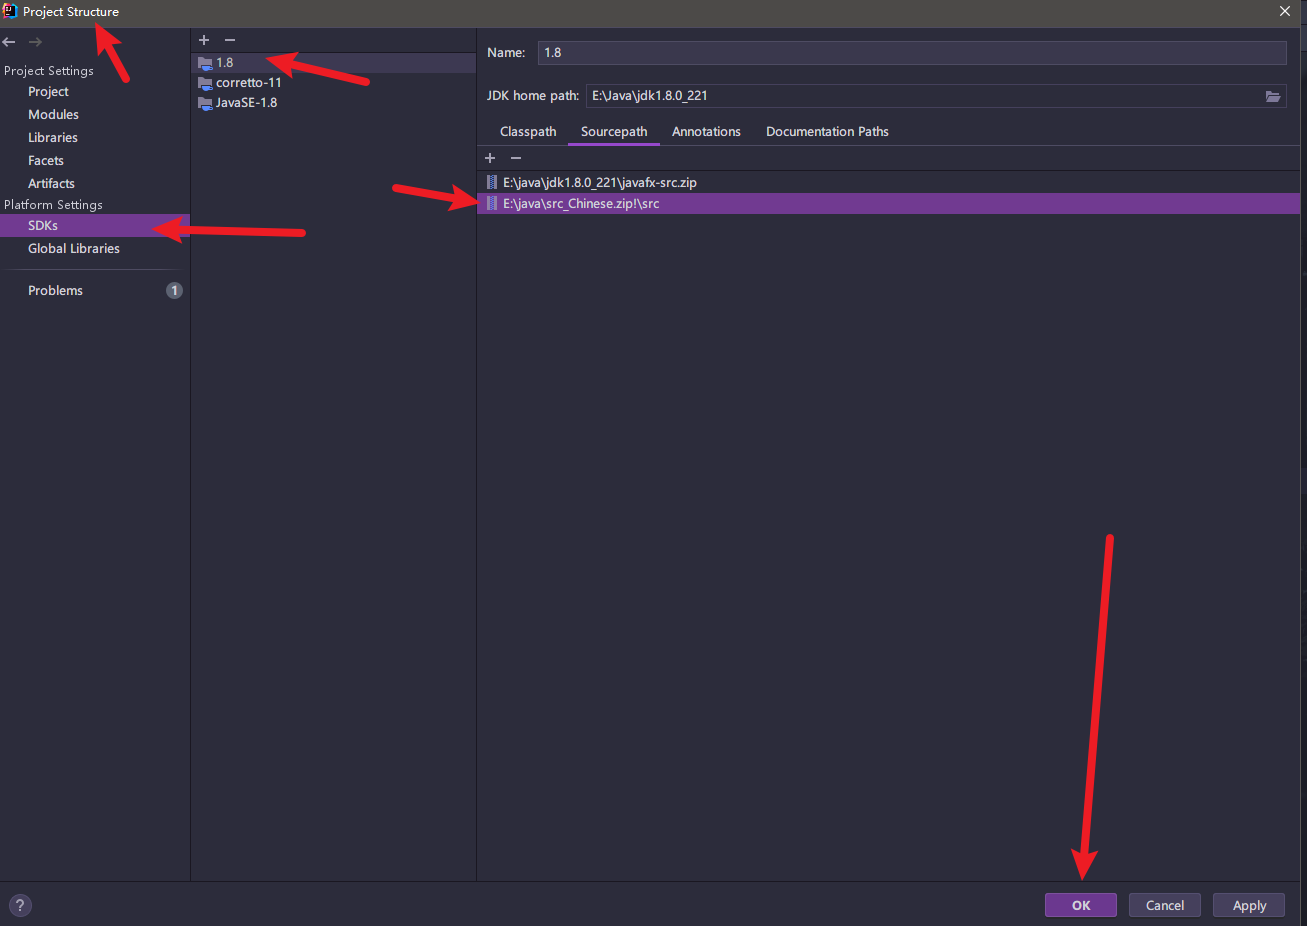 Project Structure
Project Settings
Project
Modules
Libraries
Facets
Artifacts
Platform Settings
SDKs
Global Libraries
Problems 1
1.8
corretto-11
JavaSE-1.8
Name: 1.8
JDK home path: E:\Java\jdk1.8.0_221
Classpath Sourcepath Annotations Documentation Paths
E:\java\jdk1.8.0_221\javafx-src.zip
E:\java\src_Chinese.zip!\src
? OK Cancel Apply